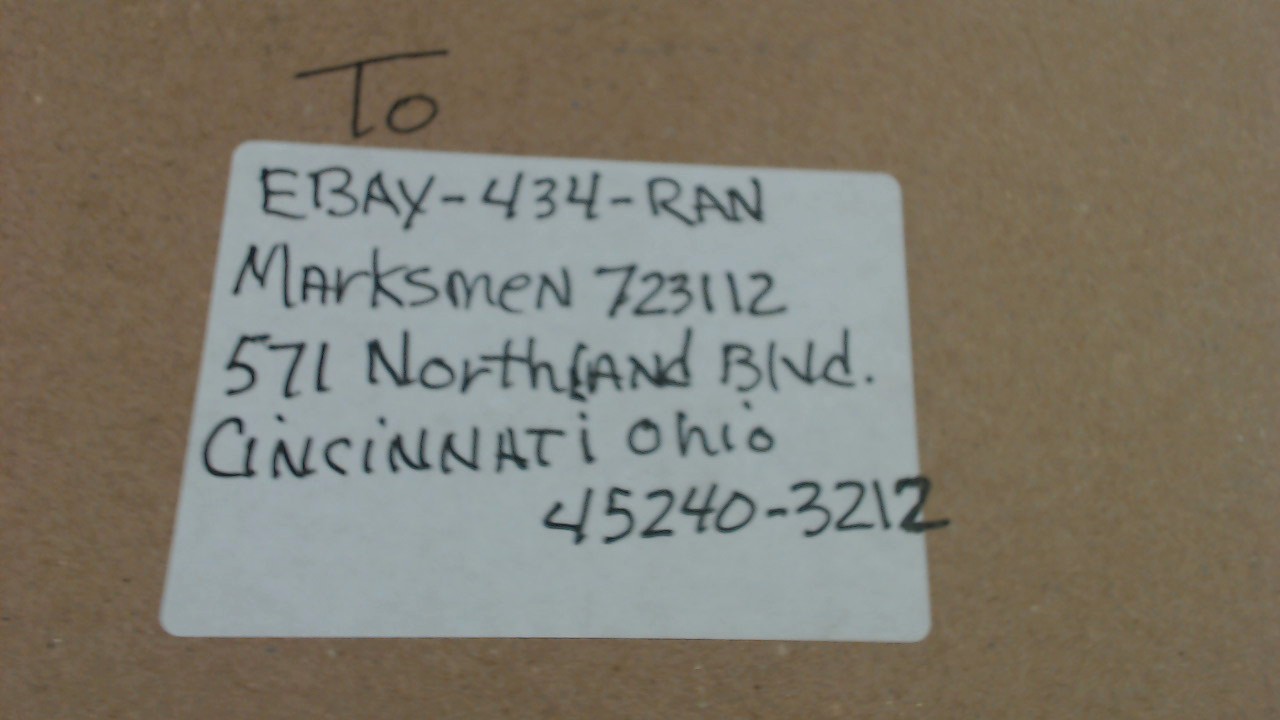 To
EBAY-434-RAN
MArksmeN 723112
571 NorthlANd Blvd.
CiNciNNATi Ohio
45240-3212